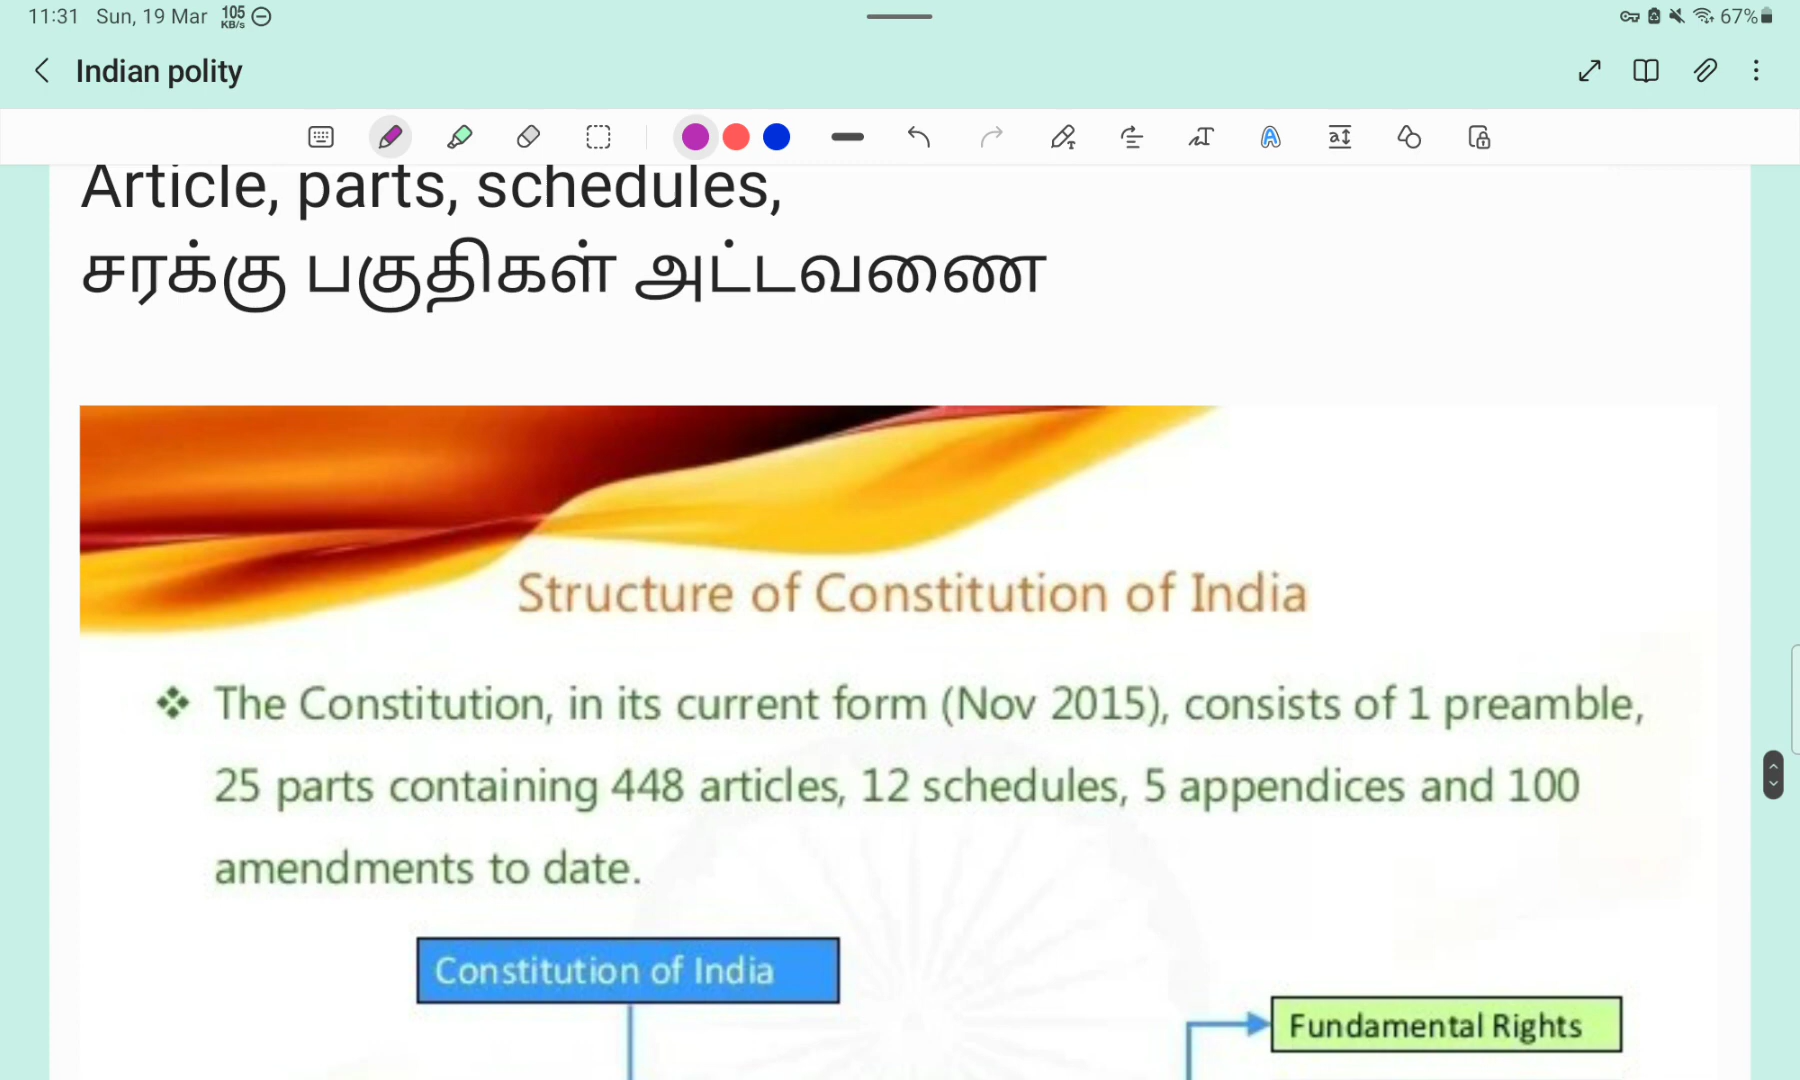 11:31 Sun, 19 Mar 105 KB/s 67%
Indian polity
Article, parts, schedules,
சரக்கு பகுதிகள் அட்டவணை
Structure of Constitution of India
The Constitution, in its current form (Nov 2015), consists of 1 preamble,
25 parts containing 448 articles, 12 schedules, 5 appendices and 100
amendments to date.
Constitution of India
Fundamental Rights